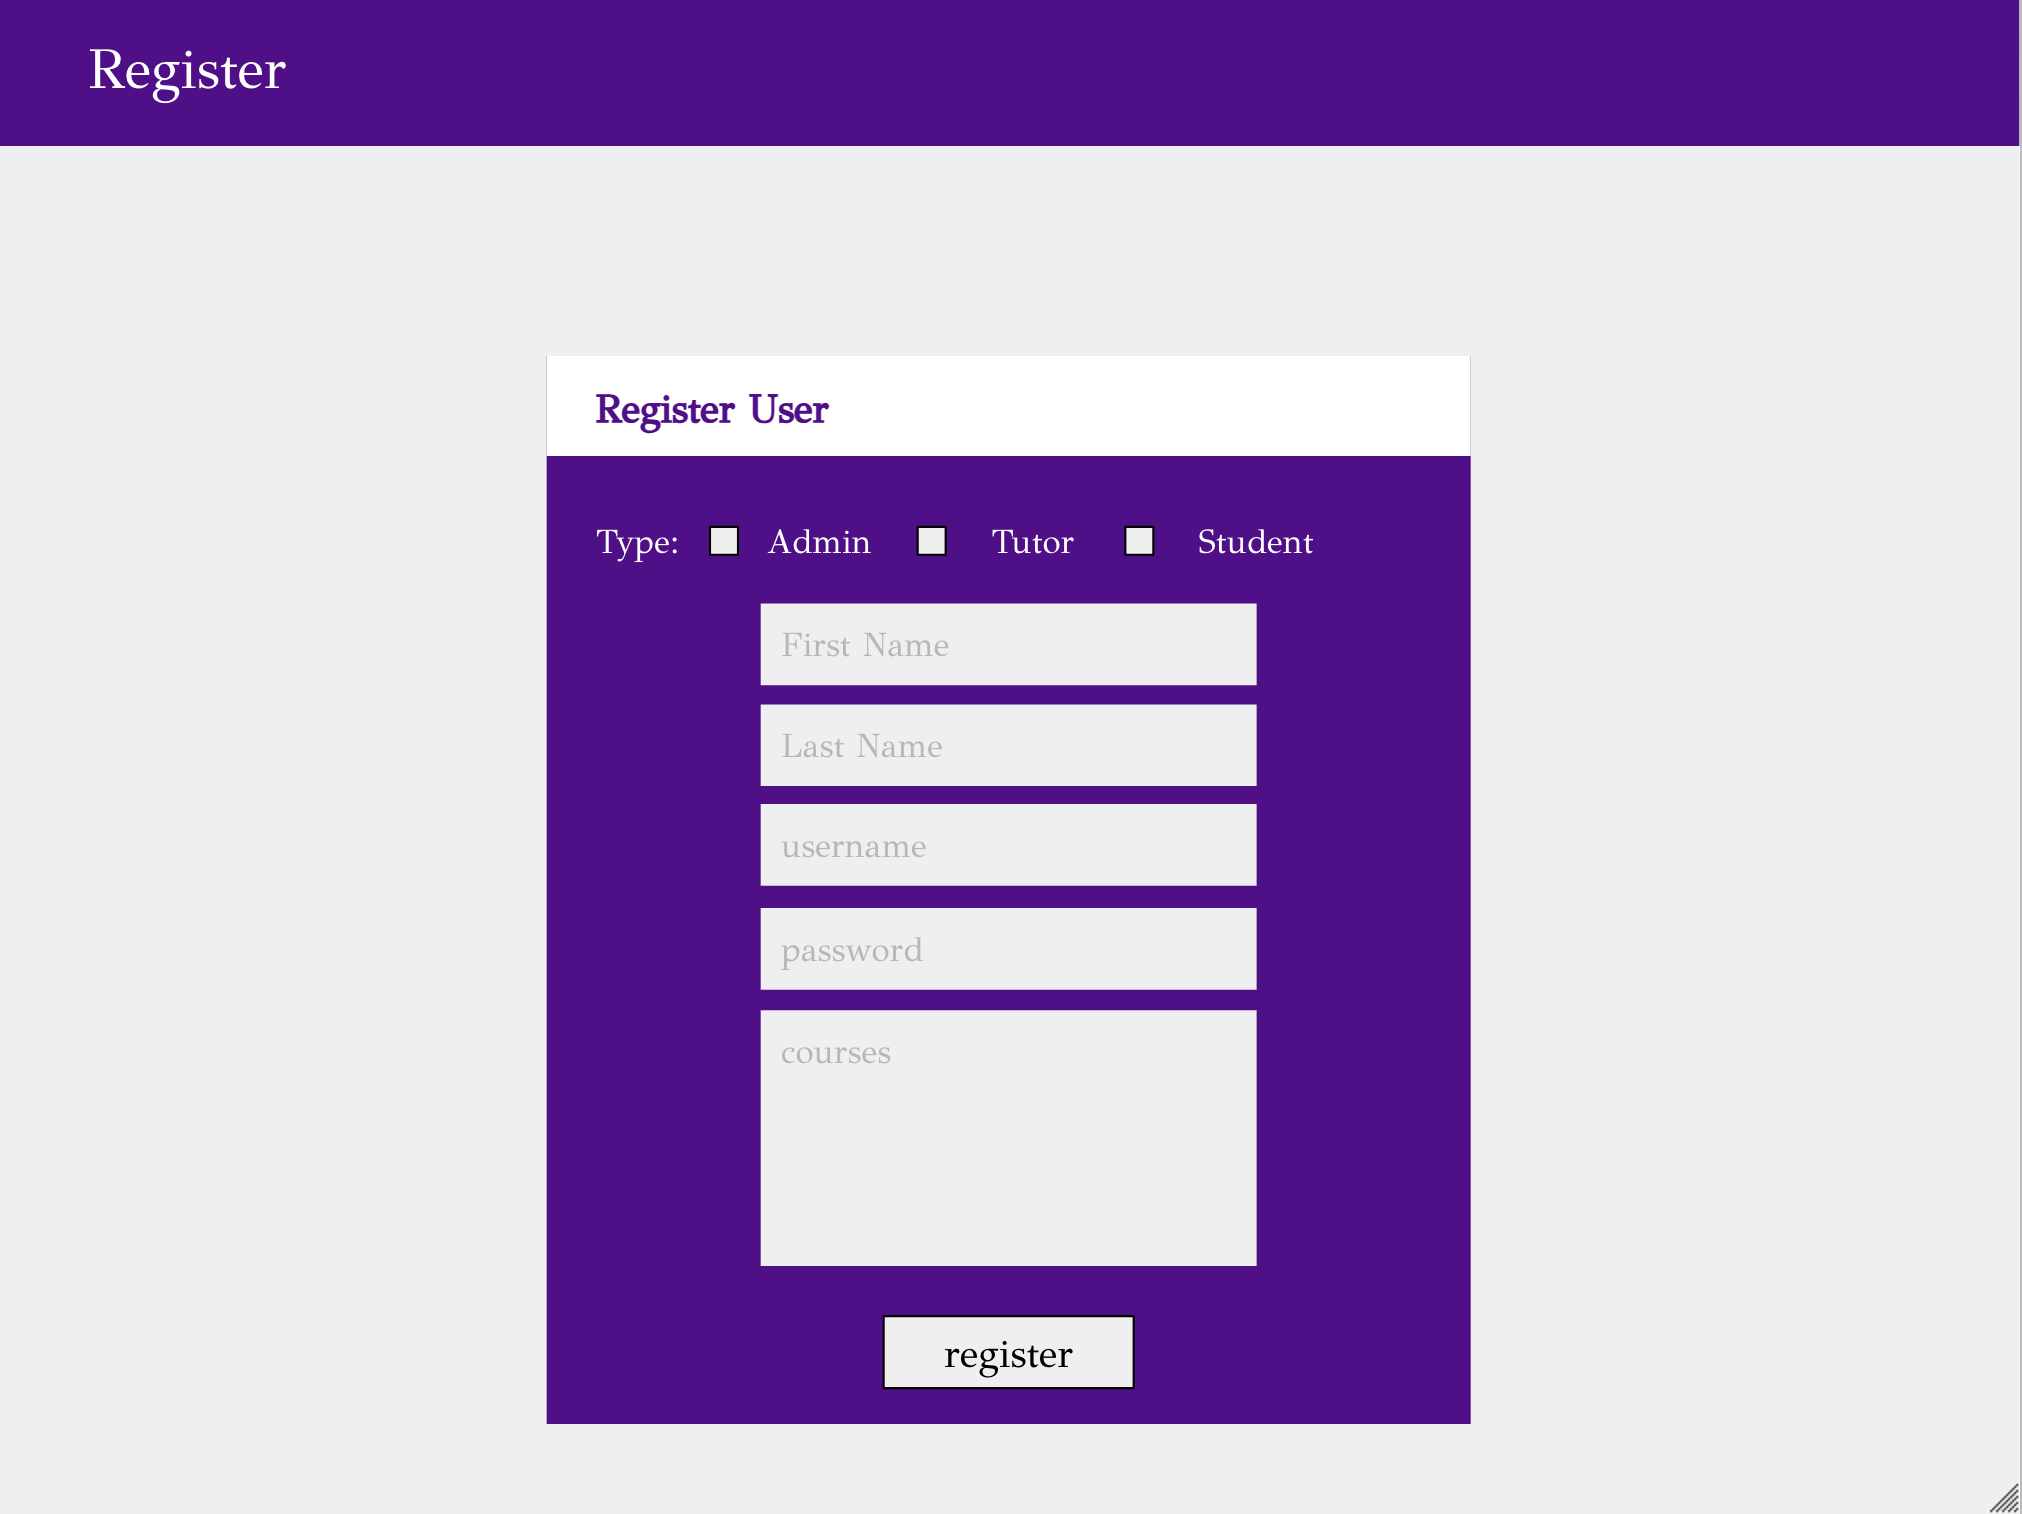 Register
Register User
Type: Admin Tutor Student
First Name
Last Name
username
password
courses
register